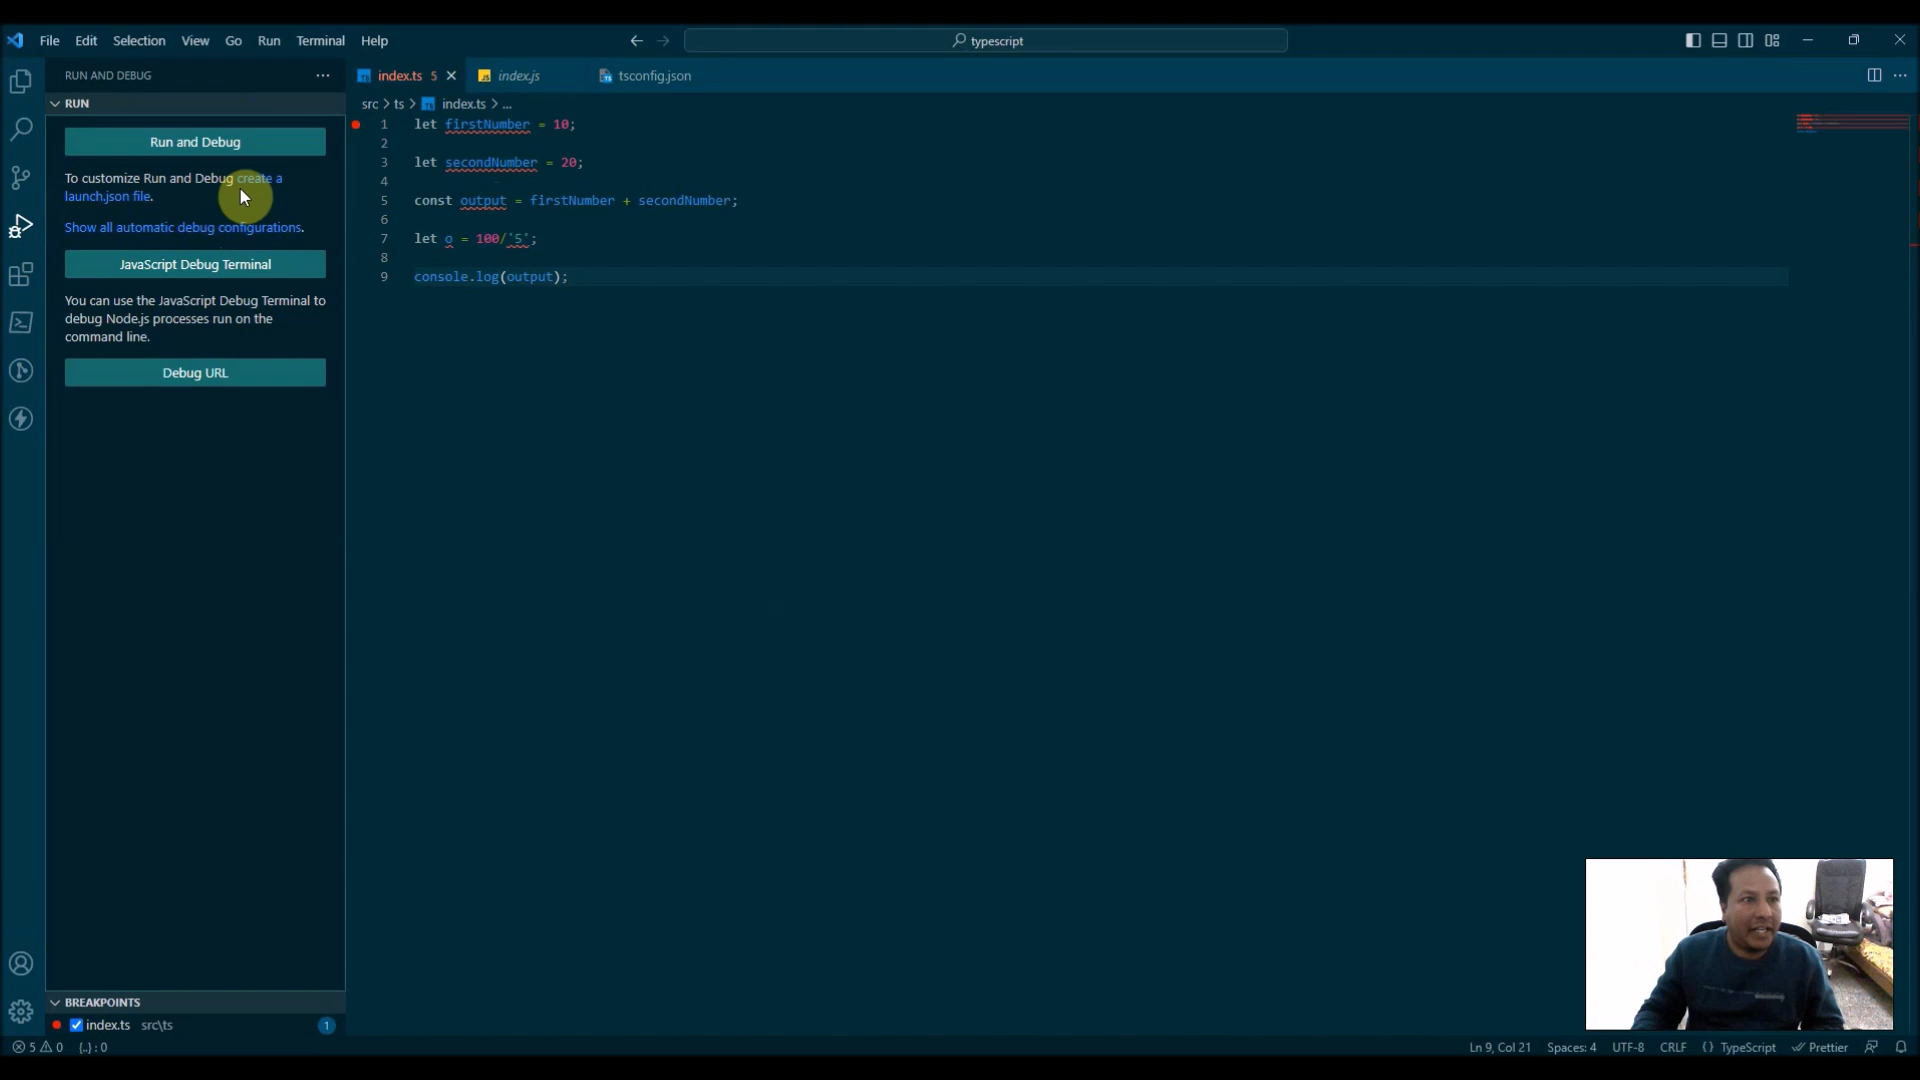 File Edit Selection View Go Run Terminal Help
typescript
RUN AND DEBUG
index.ts 5
index.js
tsconfig.json
RUN
src > ts > index.ts > ...
Run and Debug
To customize Run and Debug create a
launch.json file.
Show all automatic debug configurations.
JavaScript Debug Terminal
You can use the JavaScript Debug Terminal to
debug Node.js processes run on the
command line.
Debug URL
1 let firstNumber = 10;
2
3 let secondNumber = 20;
4
5 const output = firstNumber + secondNumber;
6
7 let o = 100/'5';
8
9 console.log(output);
BREAKPOINTS
index.ts src\ts 1
5 0 {..} : 0
Ln 9, Col 21 Spaces: 4 UTF-8 CRLF {} TypeScript Prettier